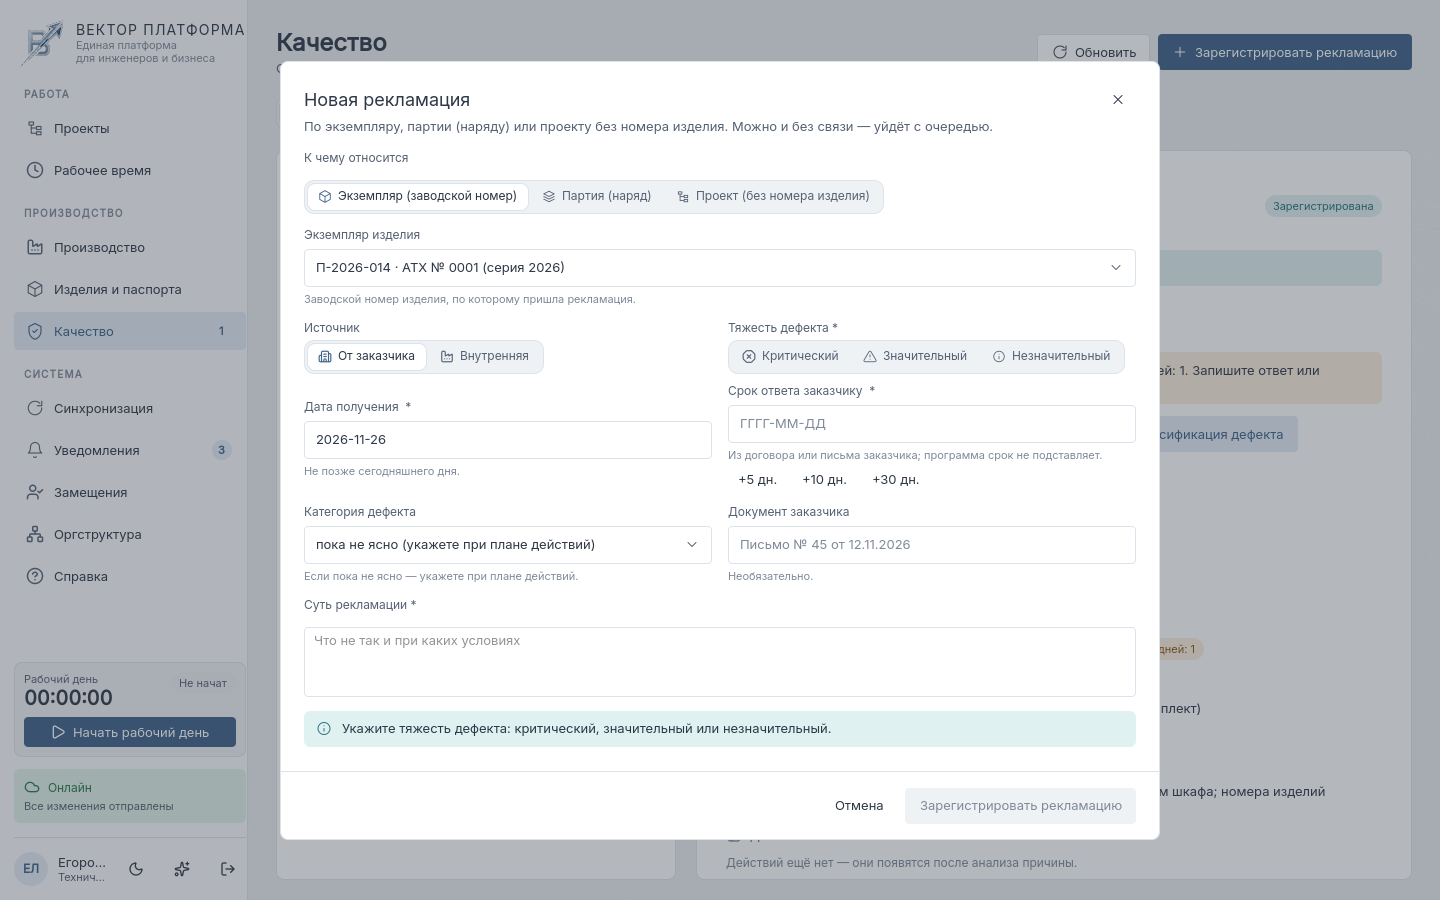 ВЕКТОР ПЛАТФОРМА
Единая платформа
для инженеров и бизнеса
РАБОТА
Проекты
Рабочее время
ПРОИЗВОДСТВО
Производство
Изделия и паспорта
Качество 1
СИСТЕМА
Синхронизация
Уведомления 3
Замещения
Оргструктура
Справка
Рабочий день
Не начат
00:00:00
Начать рабочий день
Онлайн
Все изменения отправлены
ЕЛ
Егоро...
Технич...
Качество
Обновить
Зарегистрировать рекламацию
Новая рекламация
По экземпляру, партии (наряду) или проекту без номера изделия. Можно и без связи — уйдёт с очередью.
К чему относится
Экземпляр (заводской номер) Партия (наряд) Проект (без номера изделия)
Экземпляр изделия
П-2026-014 · АТХ № 0001 (серия 2026)
Заводской номер изделия, по которому пришла рекламация.
Источник
От заказчика Внутренняя
Тяжесть дефекта *
Критический Значительный Незначительный
Дата получения *
2026-11-26
Не позже сегодняшнего дня.
Срок ответа заказчику *
ГГГГ-ММ-ДД
Из договора или письма заказчика; программа срок не подставляет.
+5 дн. +10 дн. +30 дн.
Категория дефекта
пока не ясно (укажете при плане действий)
Если пока не ясно — укажете при плане действий.
Документ заказчика
Письмо № 45 от 12.11.2026
Необязательно.
Суть рекламации *
Что не так и при каких условиях
Укажите тяжесть дефекта: критический, значительный или незначительный.
Отмена
Зарегистрировать рекламацию
Зарегистрирована
ей: 1. Запишите ответ или
сификация дефекта
дней: 1
плект)
м шкафа; номера изделий
Действий ещё нет — они появятся после анализа причины.